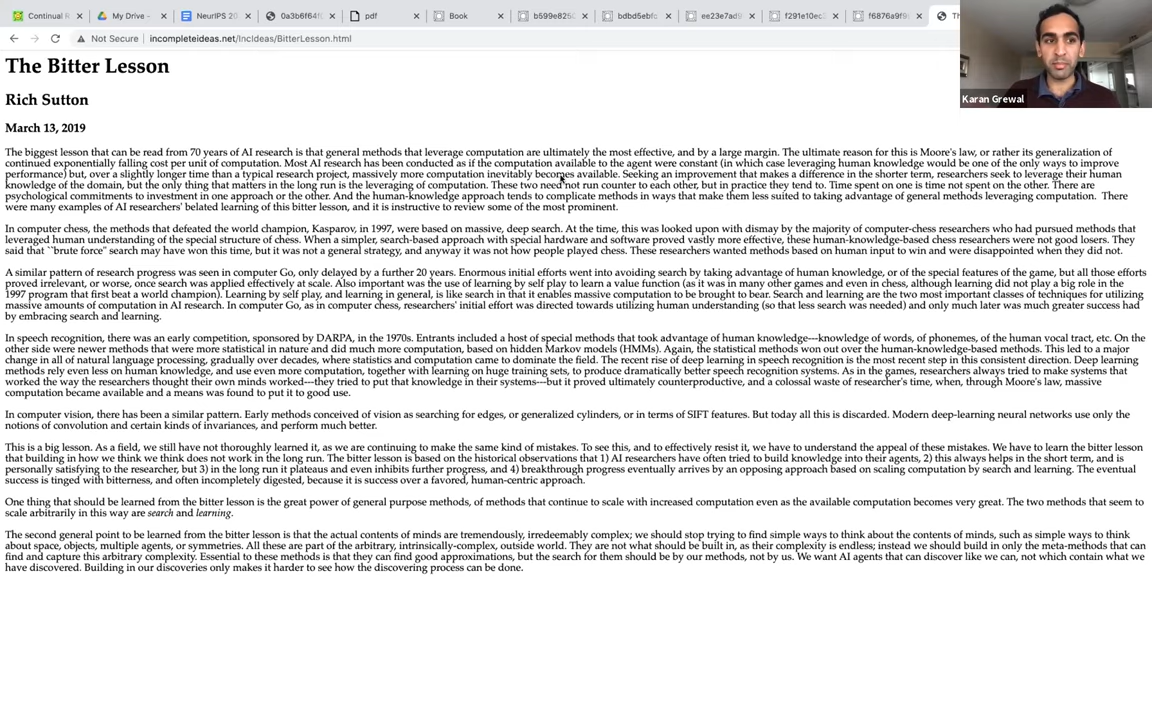 Continual R
My Drive -
NeurIPS 20
0a3b6f64f
pdf
Book
b599e825
bdbd5ebfc
ee23e7ad
f291e10ec
f6876a9f9
Th
Not Secure | incompleteideas.net/IncIdeas/BitterLesson.html
Karan Grewal
The Bitter Lesson
Rich Sutton
March 13, 2019
The biggest lesson that can be read from 70 years of AI research is that general methods that leverage computation are ultimately the most effective, and by a large margin. The ultimate reason for this is Moore's law, or rather its generalization of
continued exponentially falling cost per unit of computation. Most AI research has been conducted as if the computation available to the agent were constant (in which case leveraging human knowledge would be one of the only ways to improve
performance) but, over a slightly longer time than a typical research project, massively more computation inevitably becomes available. Seeking an improvement that makes a difference in the shorter term, researchers seek to leverage their human
knowledge of the domain, but the only thing that matters in the long run is the leveraging of computation. These two need not run counter to each other, but in practice they tend to. Time spent on one is time not spent on the other. There are
psychological commitments to investment in one approach or the other. And the human-knowledge approach tends to complicate methods in ways that make them less suited to taking advantage of general methods leveraging computation. There
were many examples of AI researchers' belated learning of this bitter lesson, and it is instructive to review some of the most prominent.
In computer chess, the methods that defeated the world champion, Kasparov, in 1997, were based on massive, deep search. At the time, this was looked upon with dismay by the majority of computer-chess researchers who had pursued methods that
leveraged human understanding of the special structure of chess. When a simpler, search-based approach with special hardware and software proved vastly more effective, these human-knowledge-based chess researchers were not good losers. They
said that ``brute force" search may have won this time, but it was not a general strategy, and anyway it was not how people played chess. These researchers wanted methods based on human input to win and were disappointed when they did not.
A similar pattern of research progress was seen in computer Go, only delayed by a further 20 years. Enormous initial efforts went into avoiding search by taking advantage of human knowledge, or of the special features of the game, but all those efforts
proved irrelevant, or worse, once search was applied effectively at scale. Also important was the use of learning by self play to learn a value function (as it was in many other games and even in chess, although learning did not play a big role in the
1997 program that first beat a world champion). Learning by self play, and learning in general, is like search in that it enables massive computation to be brought to bear. Search and learning are the two most important classes of techniques for utilizing
massive amounts of computation in AI research. In computer Go, as in computer chess, researchers' initial effort was directed towards utilizing human understanding (so that less search was needed) and only much later was much greater success had
by embracing search and learning.
In speech recognition, there was an early competition, sponsored by DARPA, in the 1970s. Entrants included a host of special methods that took advantage of human knowledge---knowledge of words, of phonemes, of the human vocal tract, etc. On the
other side were newer methods that were more statistical in nature and did much more computation, based on hidden Markov models (HMMs). Again, the statistical methods won out over the human-knowledge-based methods. This led to a major
change in all of natural language processing, gradually over decades, where statistics and computation came to dominate the field. The recent rise of deep learning in speech recognition is the most recent step in this consistent direction. Deep learning
methods rely even less on human knowledge, and use even more computation, together with learning on huge training sets, to produce dramatically better speech recognition systems. As in the games, researchers always tried to make systems that
worked the way the researchers thought their own minds worked---they tried to put that knowledge in their systems---but it proved ultimately counterproductive, and a colossal waste of researcher's time, when, through Moore's law, massive
computation became available and a means was found to put it to good use.
In computer vision, there has been a similar pattern. Early methods conceived of vision as searching for edges, or generalized cylinders, or in terms of SIFT features. But today all this is discarded. Modern deep-learning neural networks use only the
notions of convolution and certain kinds of invariances, and perform much better.
This is a big lesson. As a field, we still have not thoroughly learned it, as we are continuing to make the same kind of mistakes. To see this, and to effectively resist it, we have to understand the appeal of these mistakes. We have to learn the bitter lesson
that building in how we think we think does not work in the long run. The bitter lesson is based on the historical observations that 1) AI researchers have often tried to build knowledge into their agents, 2) this always helps in the short term, and is
personally satisfying to the researcher, but 3) in the long run it plateaus and even inhibits further progress, and 4) breakthrough progress eventually arrives by an opposing approach based on scaling computation by search and learning. The eventual
success is tinged with bitterness, and often incompletely digested, because it is success over a favored, human-centric approach.
One thing that should be learned from the bitter lesson is the great power of general purpose methods, of methods that continue to scale with increased computation even as the available computation becomes very great. The two methods that seem to
scale arbitrarily in this way are search and learning.
The second general point to be learned from the bitter lesson is that the actual contents of minds are tremendously, irredeemably complex; we should stop trying to find simple ways to think about the contents of minds, such as simple ways to think
about space, objects, multiple agents, or symmetries. All these are part of the arbitrary, intrinsically-complex, outside world. They are not what should be built in, as their complexity is endless; instead we should build in only the meta-methods that can
find and capture this arbitrary complexity. Essential to these methods is that they can find good approximations, but the search for them should be by our methods, not by us. We want AI agents that can discover like we can, not which contain what we
have discovered. Building in our discoveries only makes it harder to see how the discovering process can be done.